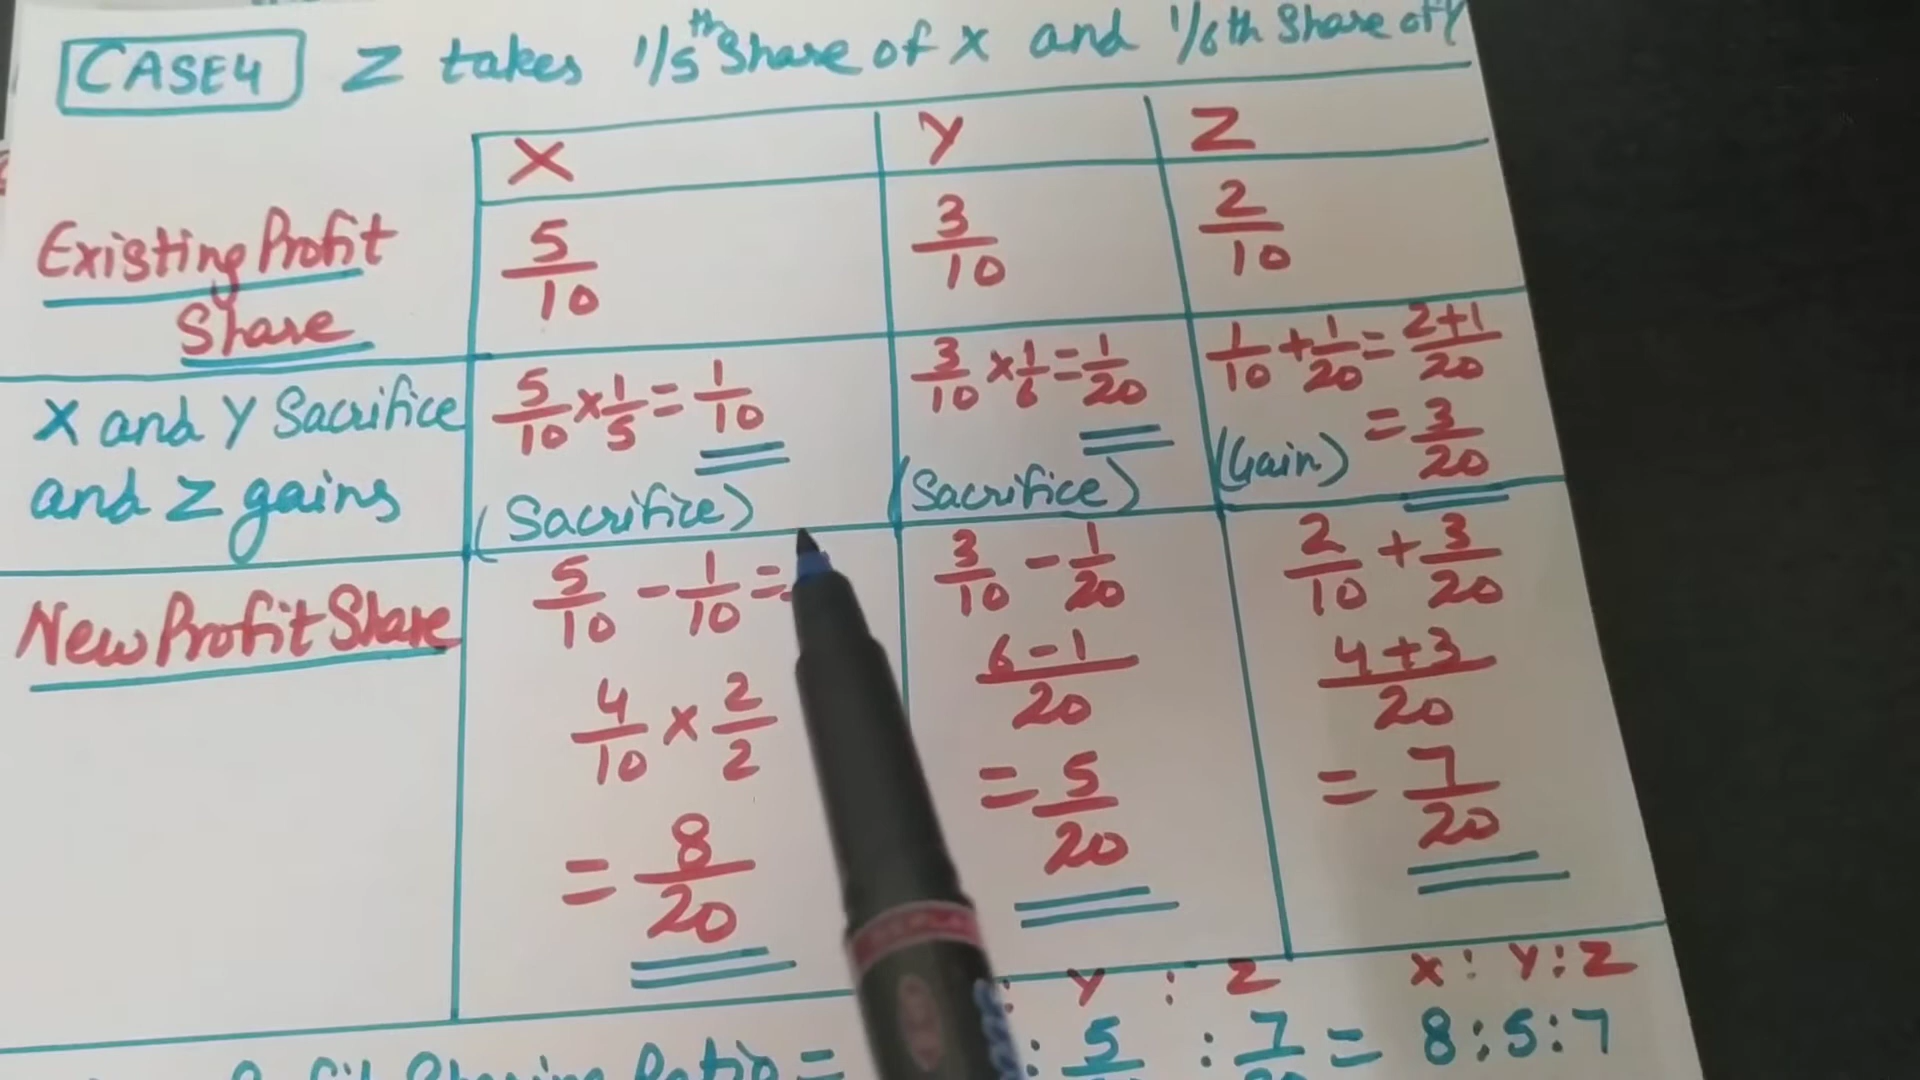 CASE4 Z takes 1/5th Share of X and 1/6th Share of Y
X Y Z
Existing Profit Share 5/10 3/10 2/10
X and Y Sacrifice and Z gains 5/10 × 1/5 = 1/10 (Sacrifice) 3/10 × 1/6 = 1/20 (Sacrifice) 1/10 + 1/20 = 2+1/20 = 3/20 (Gain)
New Profit Share 5/10 - 1/10 = 3/10 - 1/20 2/10 + 3/20
4/10 × 2/2 6-1/20 4+3/20
= 8/20 = 5/20 = 7/20
: Y : Z X : Y : Z
Ratio = : 5 : 7 = 8:5:7